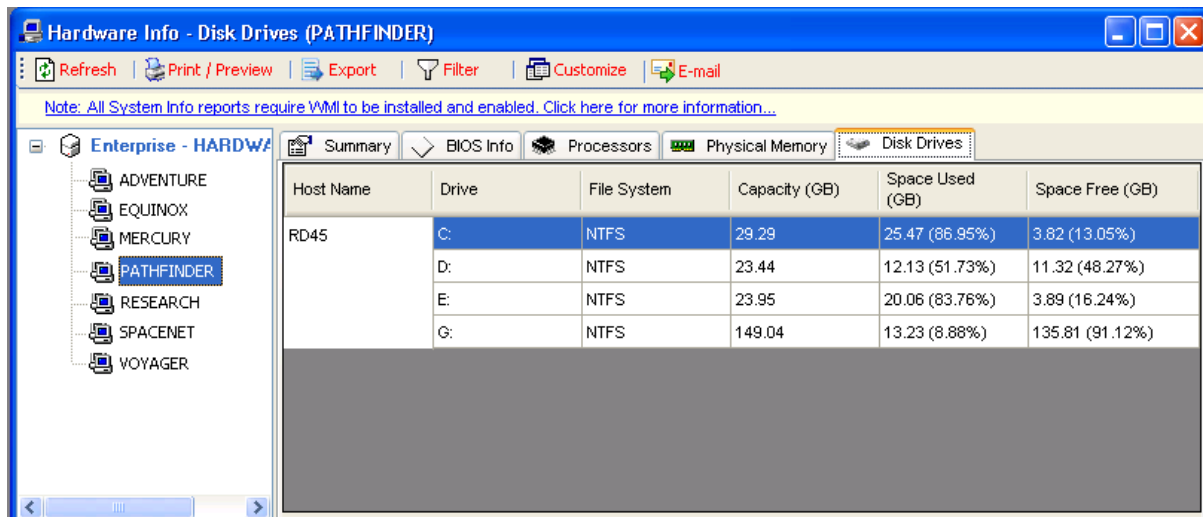 Hardware Info - Disk Drives (PATHFINDER)
Refresh Print / Preview Export Filter Customize E-mail
Note: All System Info reports require WMI to be installed and enabled. Click here for more information...
Enterprise - HARDWA
ADVENTURE
EQUINOX
MERCURY
PATHFINDER
RESEARCH
SPACENET
VOYAGER
Summary BIOS Info Processors Physical Memory Disk Drives
Host Name Drive File System Capacity (GB) Space Used (GB) Space Free (GB)
RD45 C: NTFS 29.29 25.47 (86.95%) 3.82 (13.05%)
D: NTFS 23.44 12.13 (51.73%) 11.32 (48.27%)
E: NTFS 23.95 20.06 (83.76%) 3.89 (16.24%)
G: NTFS 149.04 13.23 (8.88%) 135.81 (91.12%)